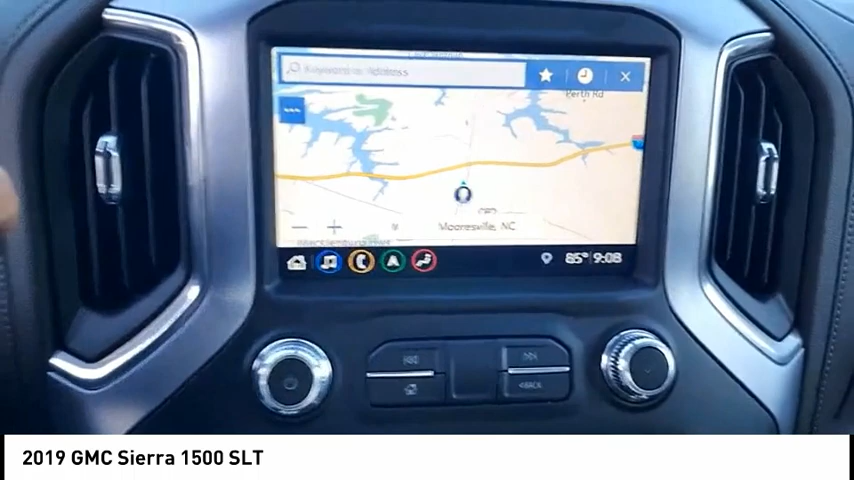 Keyword or Address
Perth Rd
Mooresville, NC
85° 9:08
<BACK
2019 GMC Sierra 1500 SLT